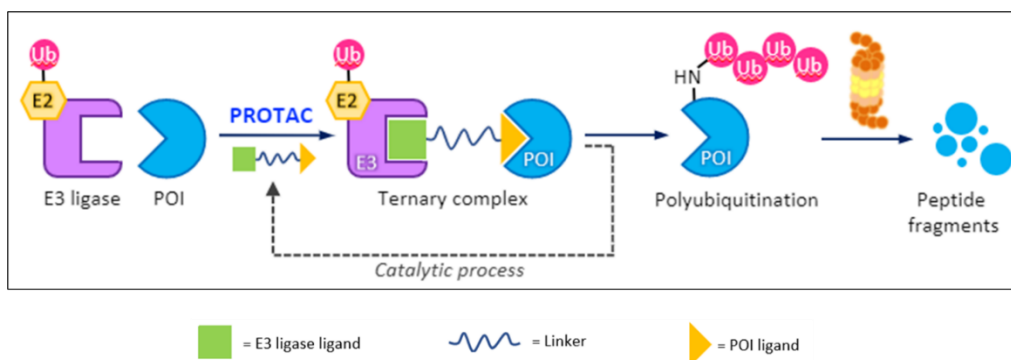 Ub
E2
E3 ligase
POI
PROTAC
Ub
E2
E3
POI
Ternary complex
Catalytic process
HN
Ub Ub Ub Ub
POI
Polyubiquitination
Peptide
fragments
= E3 ligase ligand
= Linker
= POI ligand